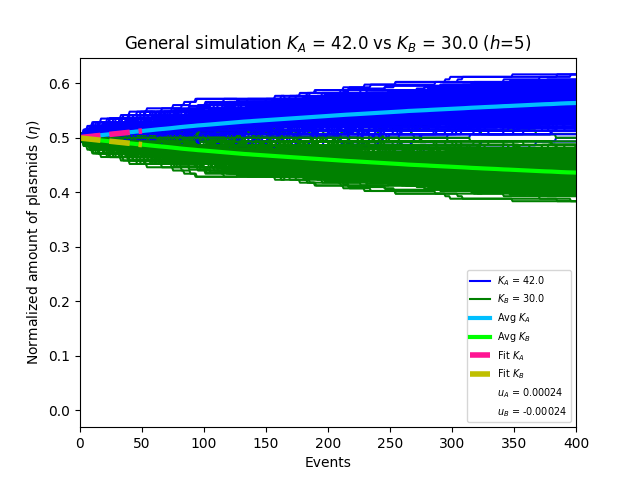 General simulation K_A = 42.0 vs K_B = 30.0 (h=5)
Normalized amount of plasmids (η)
0.6
0.5
0.4
0.3
0.2
0.1
0.0
K_A = 42.0
K_B = 30.0
Avg K_A
Avg K_B
Fit K_A
Fit K_B
u_A = 0.00024
u_B = -0.00024
0 50 100 150 200 250 300 350 400
Events